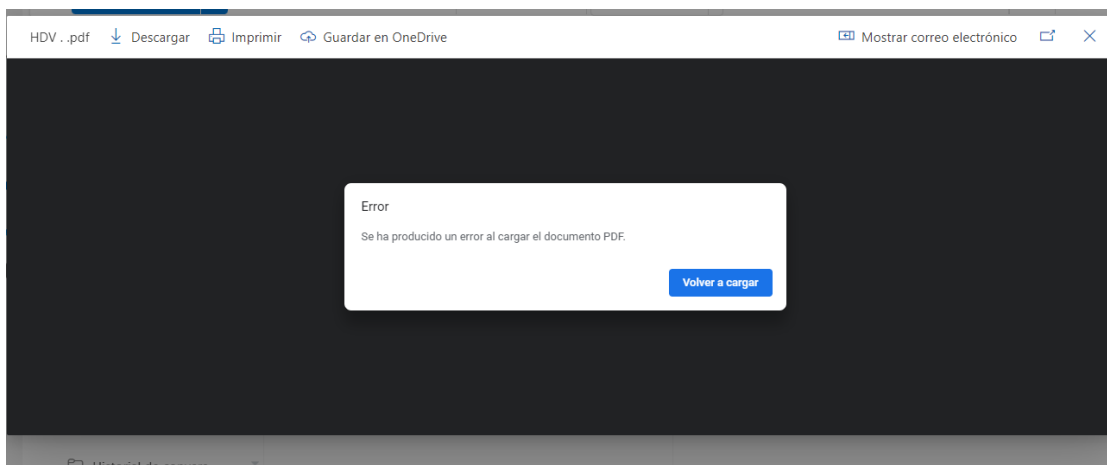 HDV . .pdf Descargar Imprimir Guardar en OneDrive Mostrar correo electrónico
Error
Se ha producido un error al cargar el documento PDF.
Volver a cargar